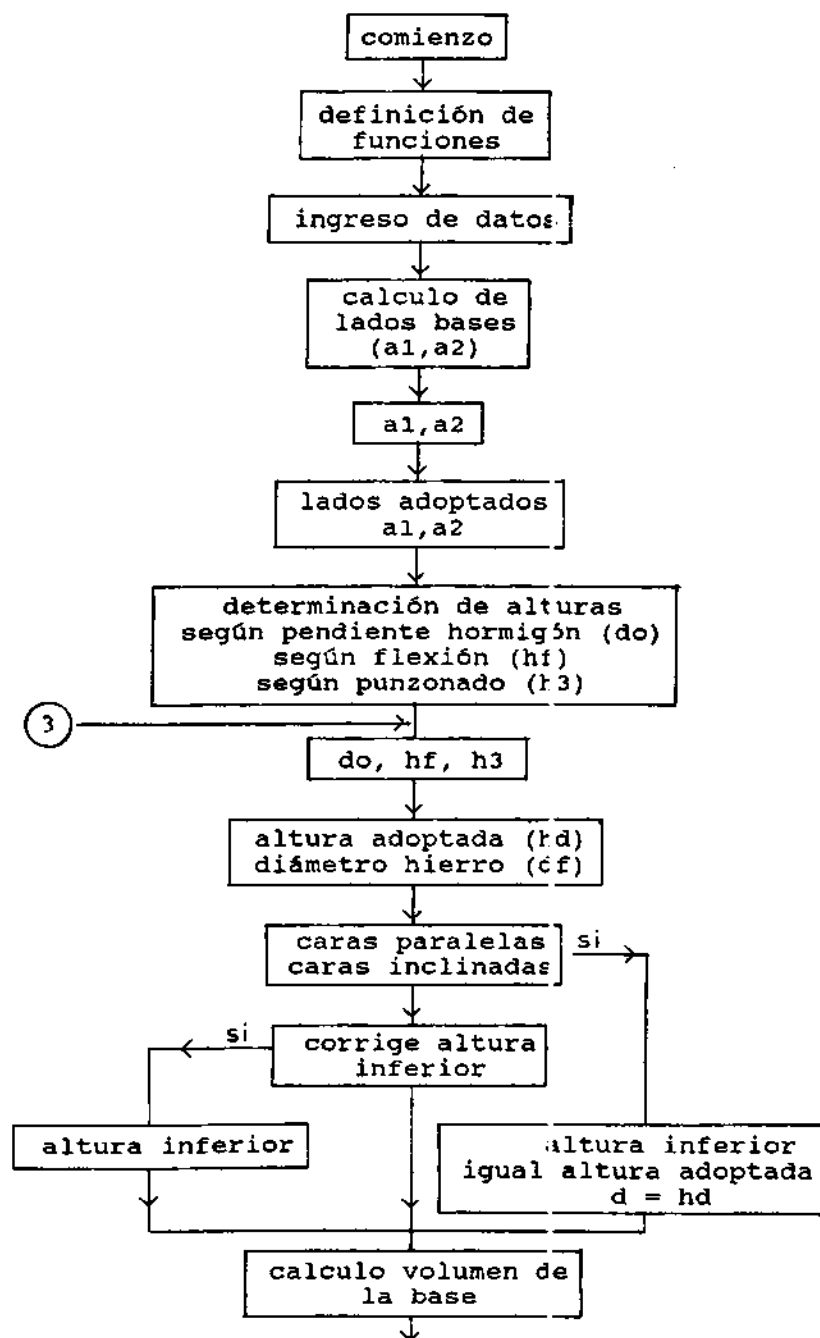 comienzo
definición de
funciones
ingreso de datos
calculo de
lados bases
(a1,a2)
a1,a2
lados adoptados
a1,a2
determinación de alturas
según pendiente hormigón (do)
según flexión (hf)
según punzonado (h3)
3
do, hf, h3
altura adoptada (hd)
diámetro hierro (df)
caras paralelas
caras inclinadas
si
si
corrige altura
inferior
altura inferior
altura inferior
igual altura adoptada
d = hd
calculo volumen de
la base